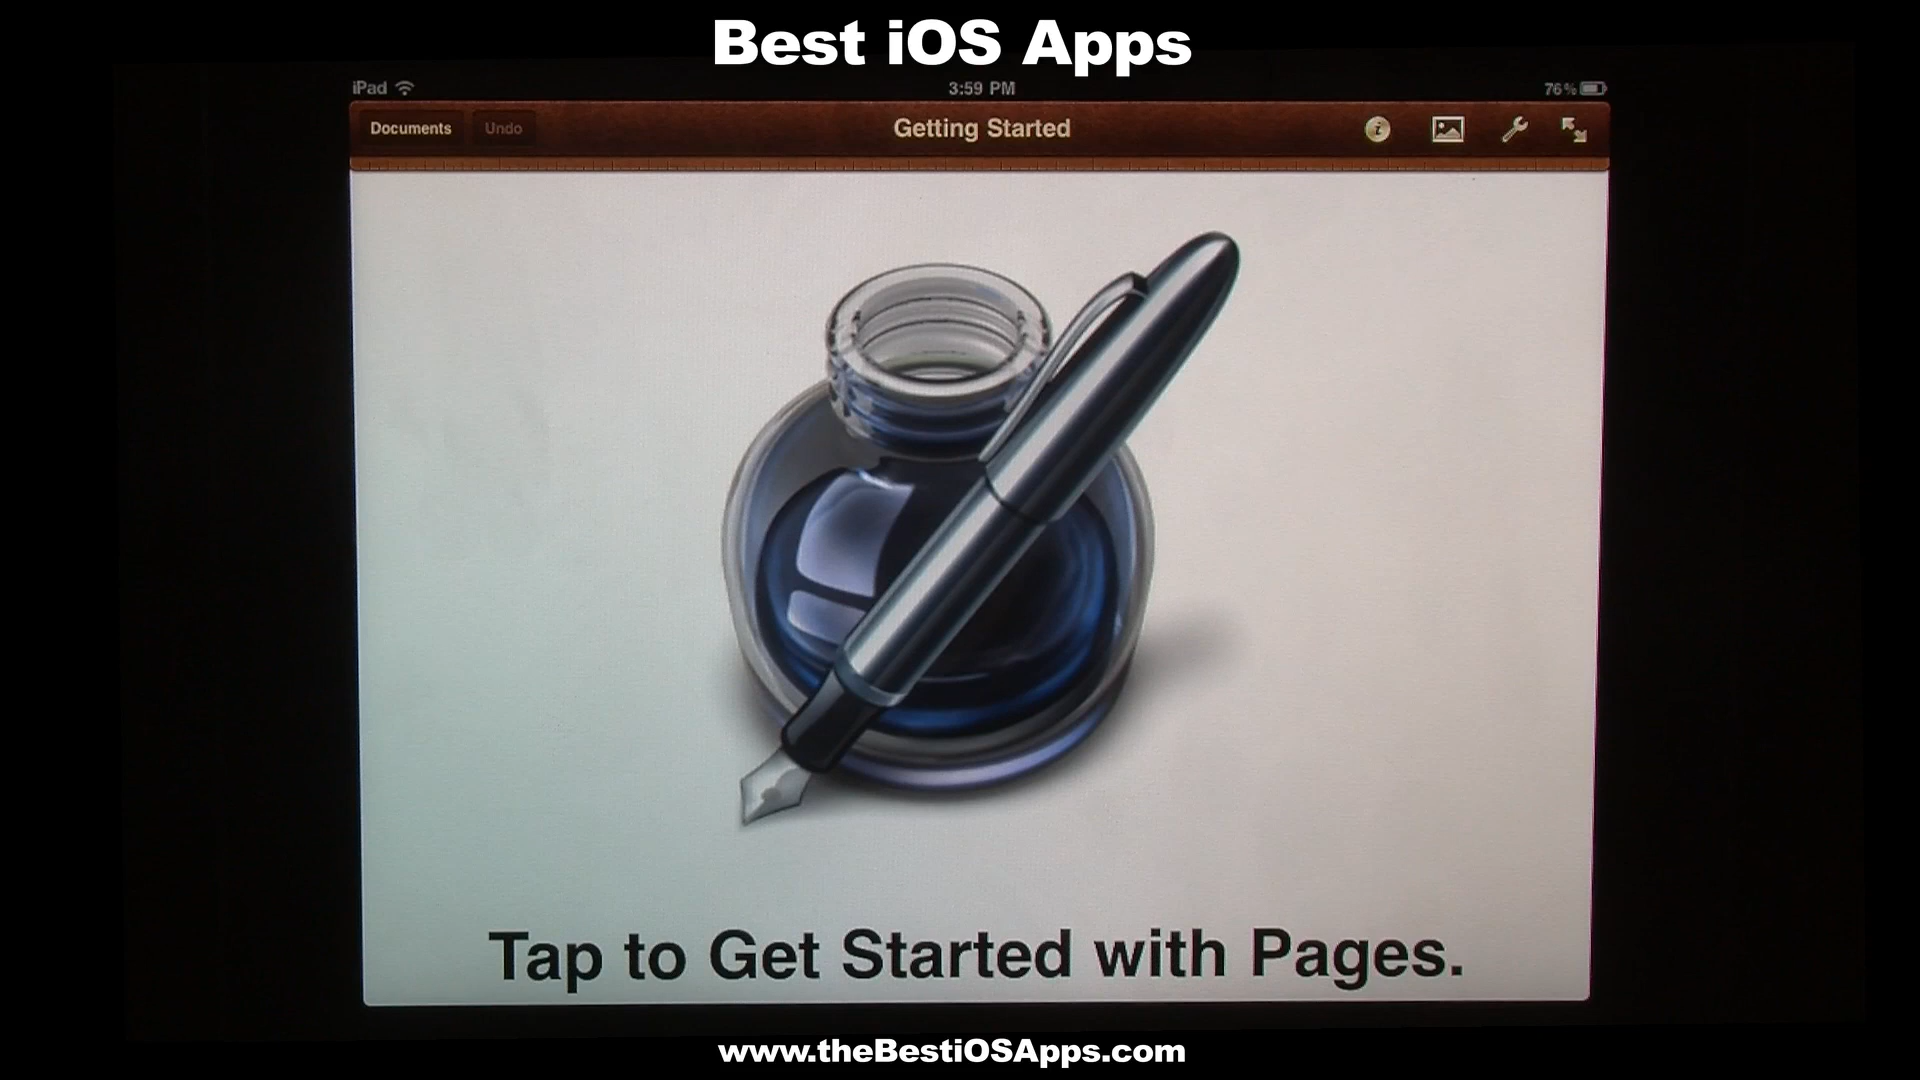 Best iOS Apps
iPad 3:59 PM 76%
Documents Undo Getting Started
Tap to Get Started with Pages.
www.theBestiOSApps.com